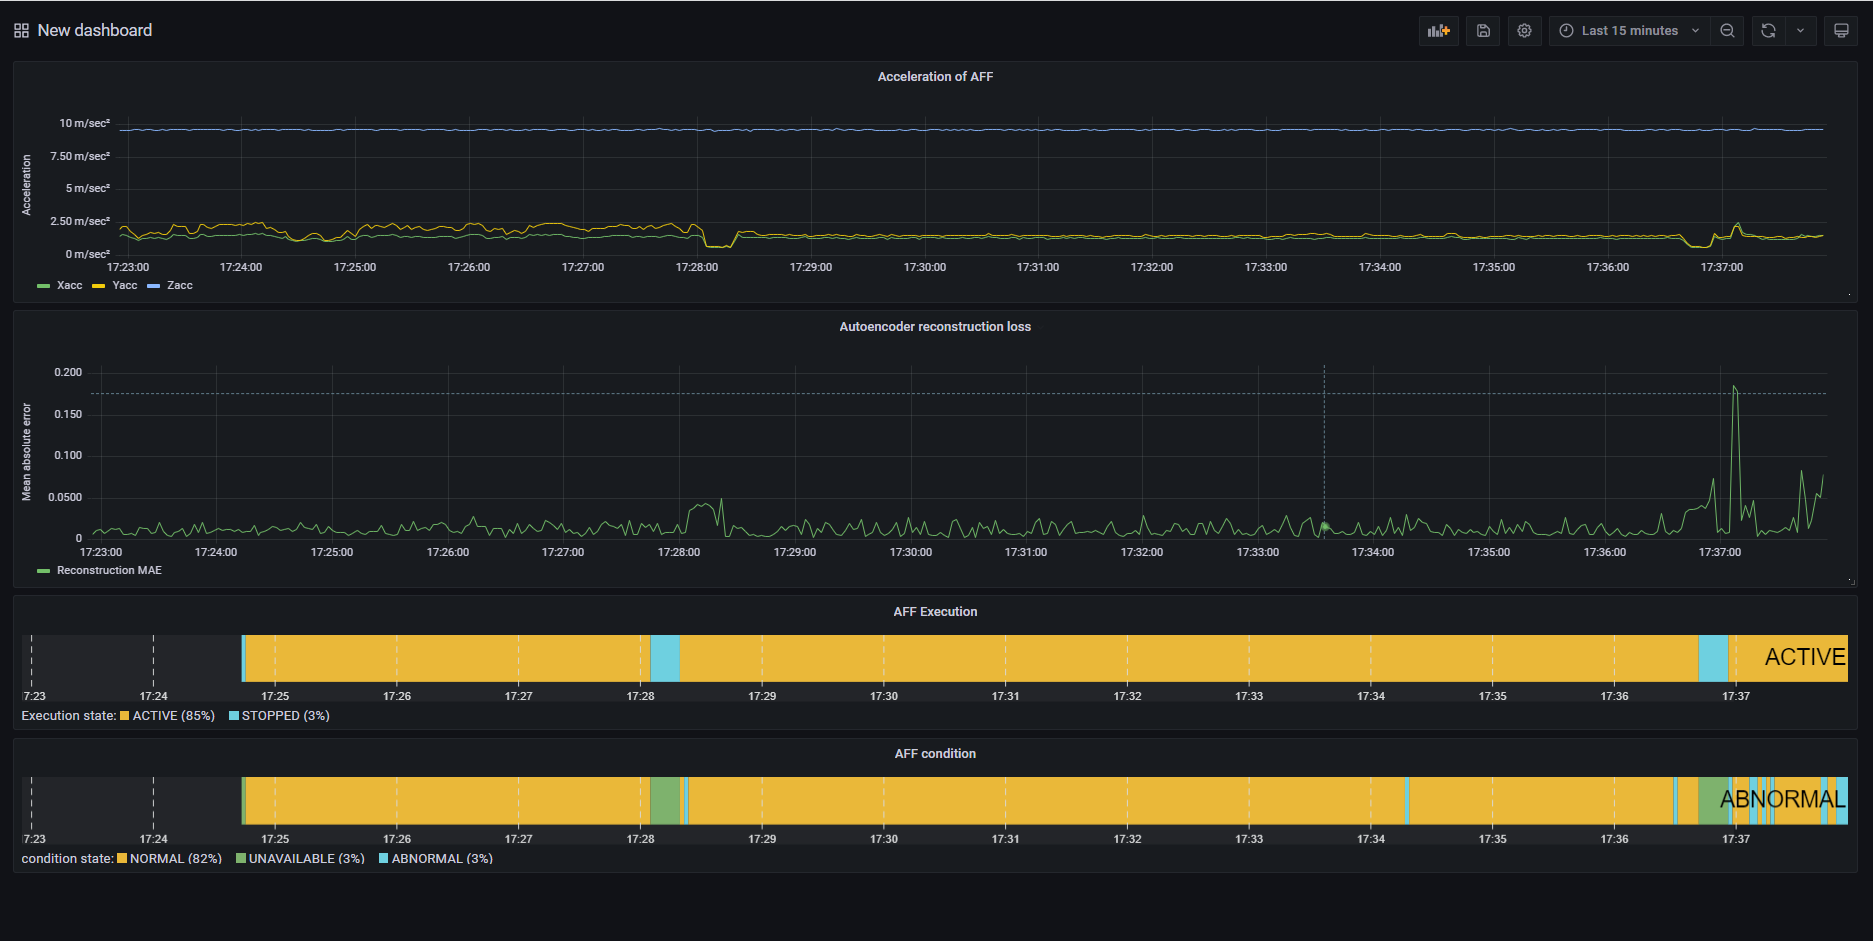 New dashboard
Last 15 minutes
Acceleration of AFF
Acceleration
10 m/sec²
7.50 m/sec²
5 m/sec²
2.50 m/sec²
0 m/sec²
17:23:00 17:24:00 17:25:00 17:26:00 17:27:00 17:28:00 17:29:00 17:30:00 17:31:00 17:32:00 17:33:00 17:34:00 17:35:00 17:36:00 17:37:00
Xacc Yacc Zacc
Autoencoder reconstruction loss
Mean absolute error
0.200
0.150
0.100
0.0500
0
17:23:00 17:24:00 17:25:00 17:26:00 17:27:00 17:28:00 17:29:00 17:30:00 17:31:00 17:32:00 17:33:00 17:34:00 17:35:00 17:36:00 17:37:00
Reconstruction MAE
AFF Execution
ACTIVE
7:23 17:24 17:25 17:26 17:27 17:28 17:29 17:30 17:31 17:32 17:33 17:34 17:35 17:36 17:37
Execution state: ACTIVE (85%) STOPPED (3%)
AFF condition
ABNORMAL
7:23 17:24 17:25 17:26 17:27 17:28 17:29 17:30 17:31 17:32 17:33 17:34 17:35 17:36 17:37
condition state: NORMAL (82%) UNAVAILABLE (3%) ABNORMAL (3%)